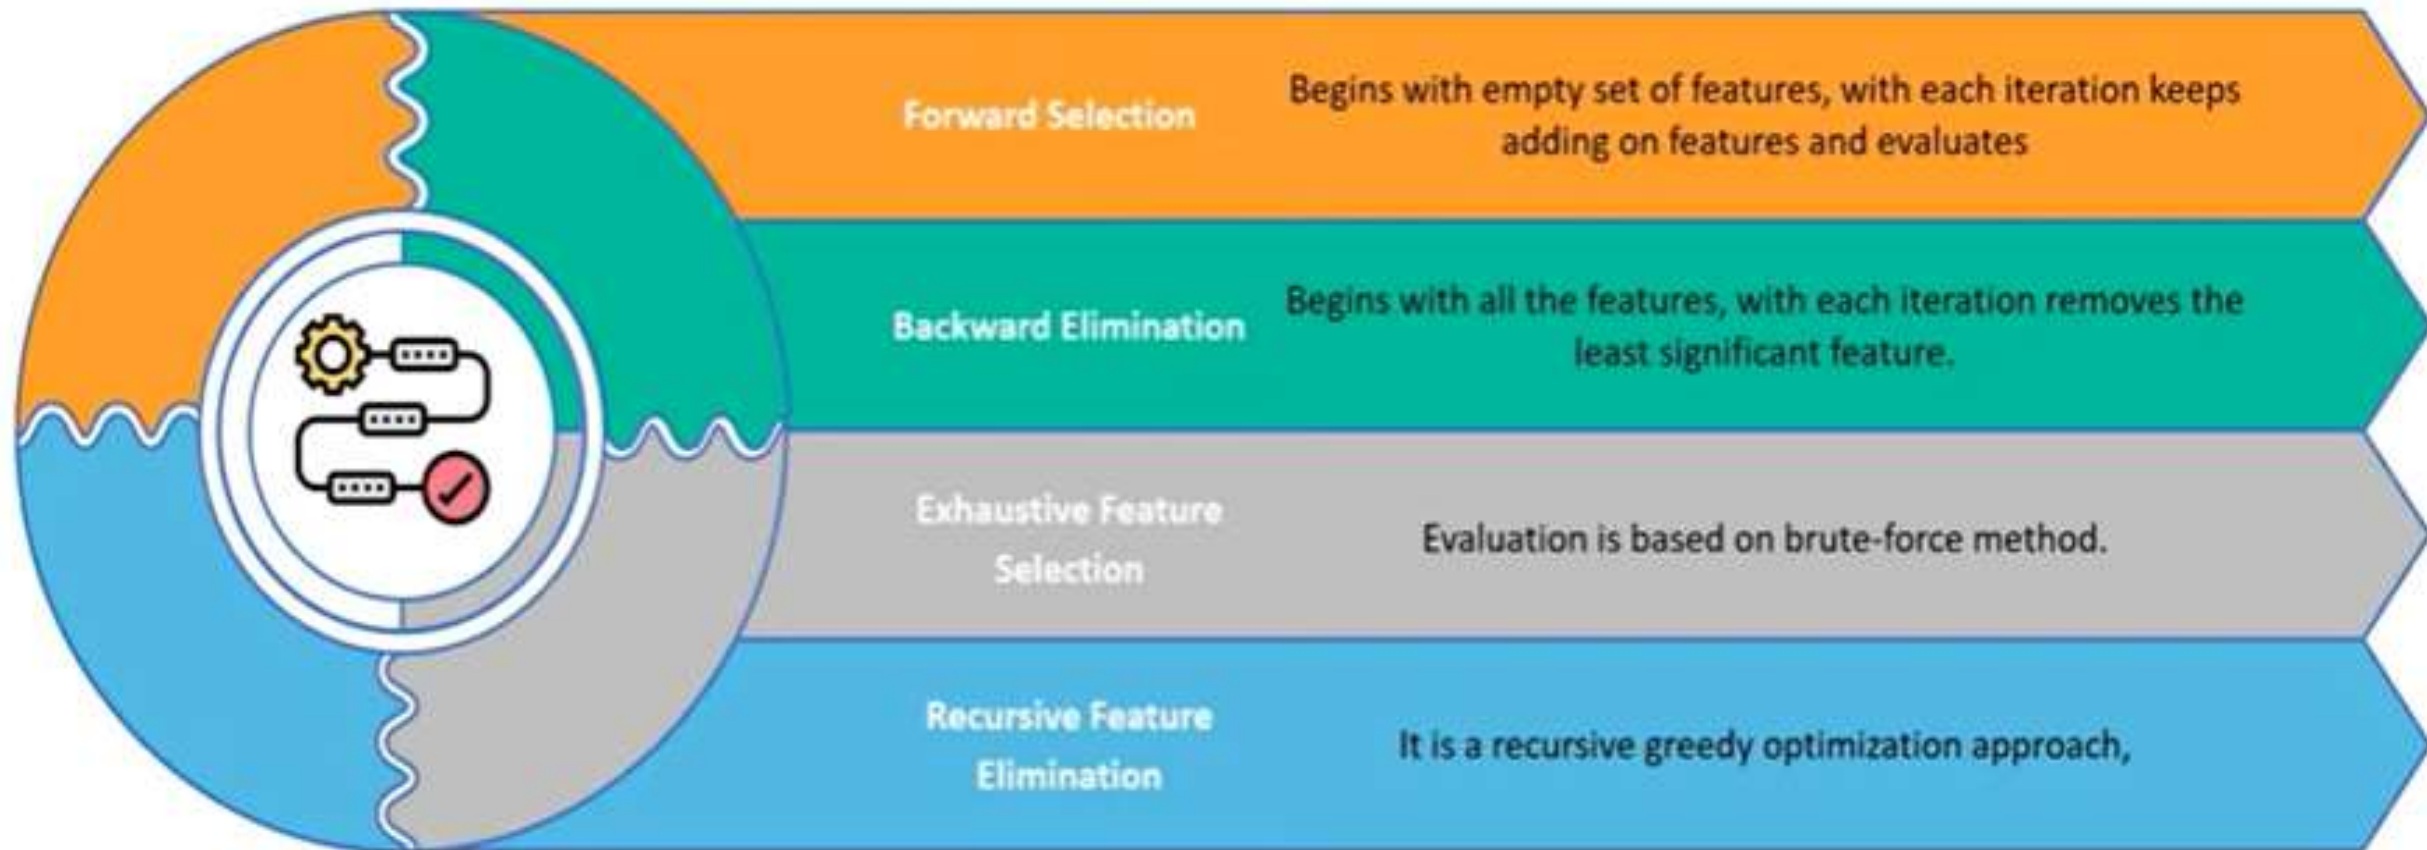 Forward Selection
Begins with empty set of features, with each iteration keeps
adding on features and evaluates
Backward Elimination
Begins with all the features, with each iteration removes the
least significant feature.
Exhaustive Feature
Selection
Evaluation is based on brute-force method.
Recursive Feature
Elimination
It is a recursive greedy optimization approach,